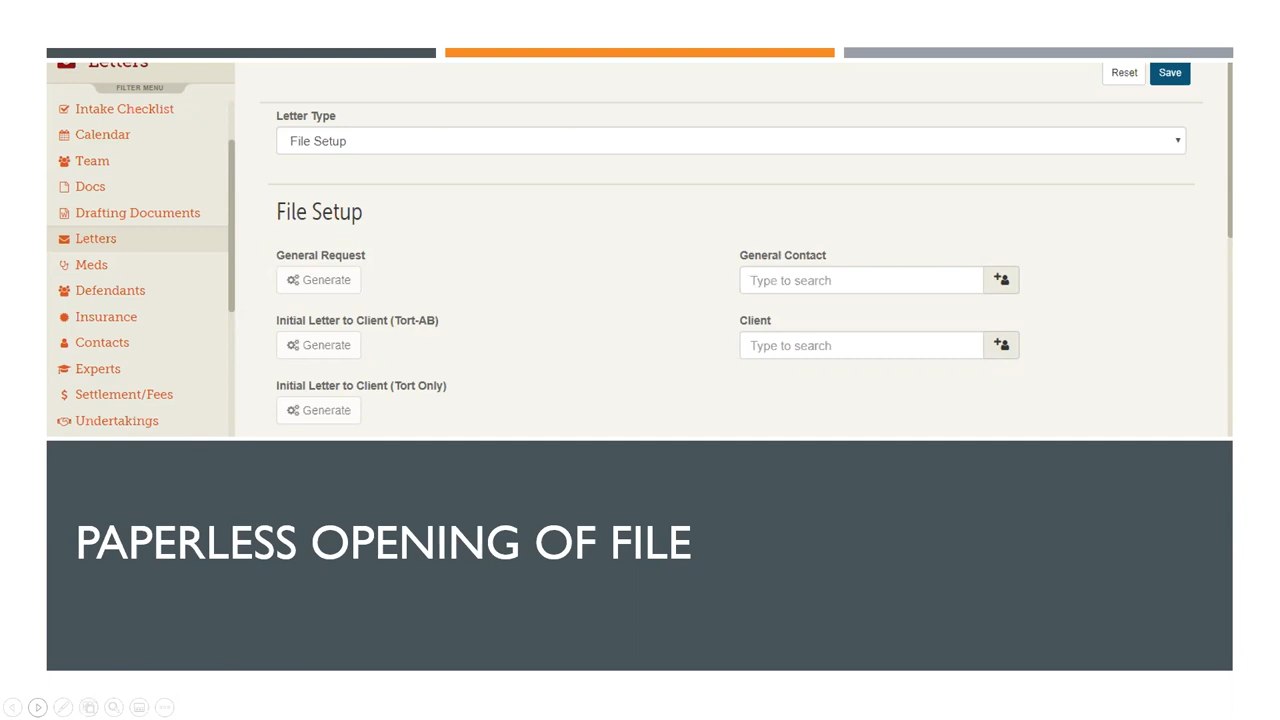 Letters
FILTER MENU
Intake Checklist
Calendar
Team
Docs
Drafting Documents
Letters
Meds
Defendants
Insurance
Contacts
Experts
Settlement/Fees
Undertakings
Reset Save
Letter Type
File Setup
File Setup
General Request General Contact
Generate Type to search
Initial Letter to Client (Tort-AB) Client
Generate Type to search
Initial Letter to Client (Tort Only)
Generate
PAPERLESS OPENING OF FILE